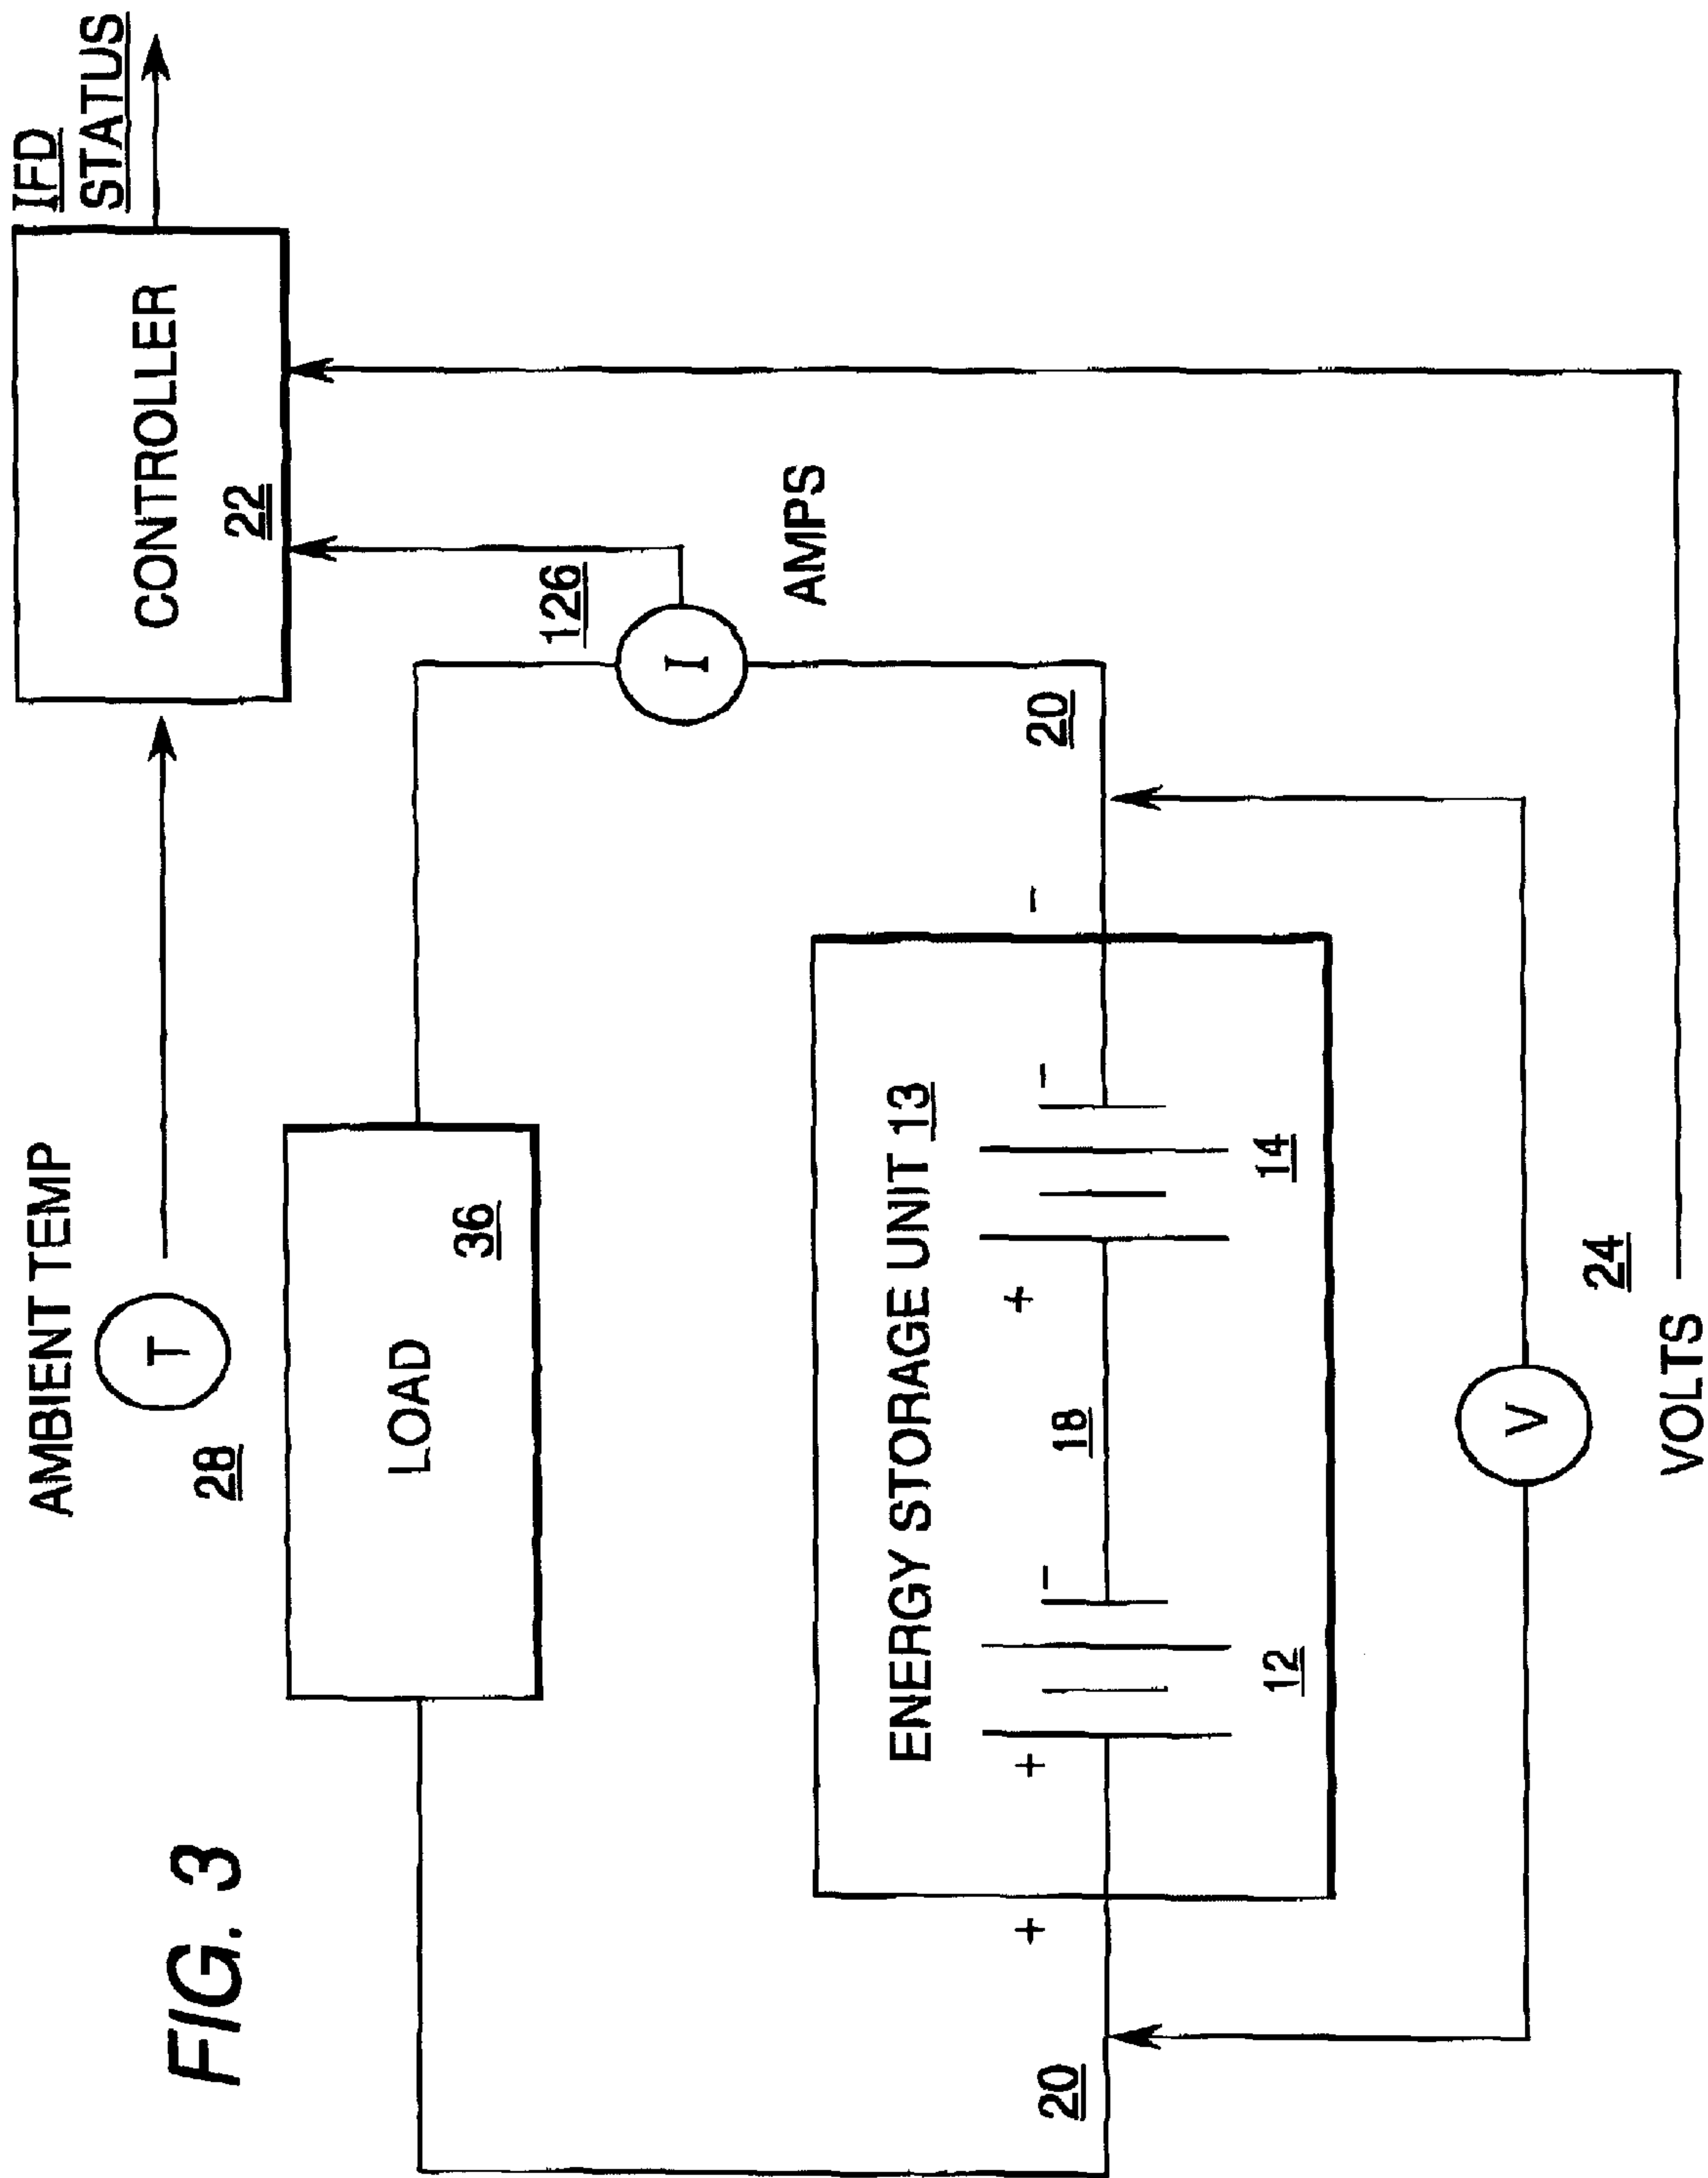 FIG. 3
AMBIENT TEMP
T
28
IFD
STATUS
CONTROLLER
22
LOAD
36
126
I
AMPS
20
ENERGY STORAGE UNIT 13
+ + - 18 + - -
12
14
20
V
24
VOLTS